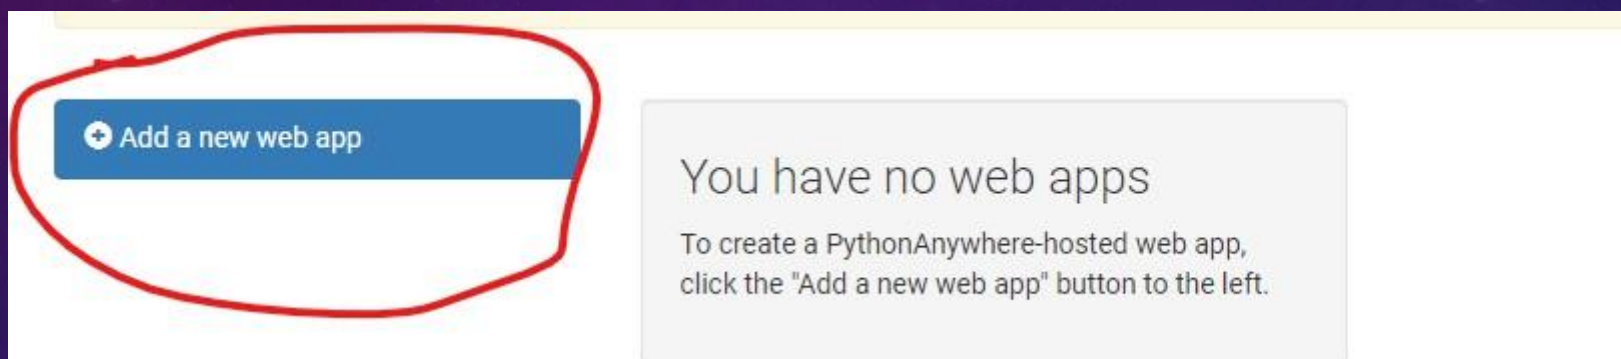 Add a new web app
You have no web apps
To create a PythonAnywhere-hosted web app,
click the "Add a new web app" button to the left.